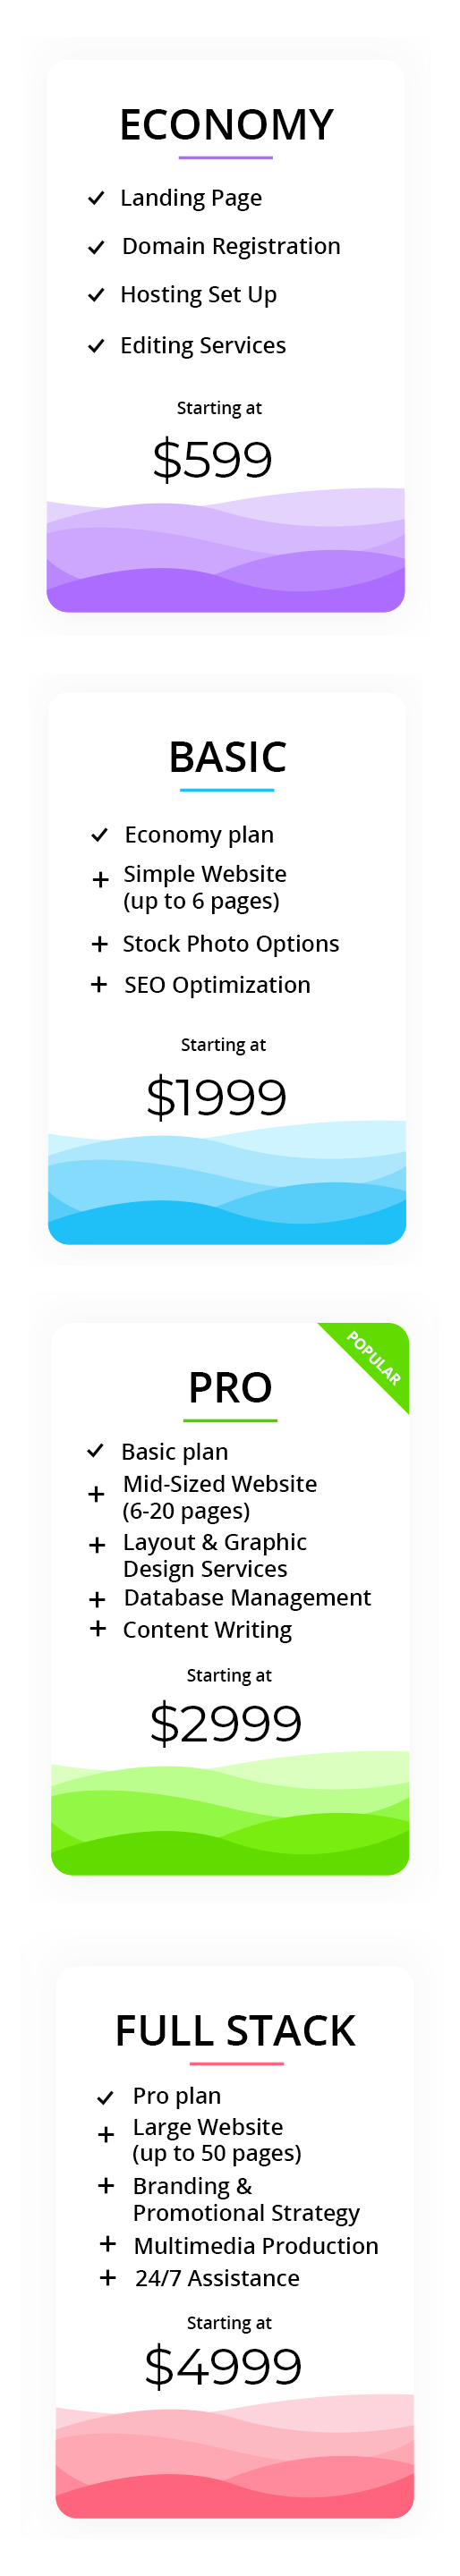 ECONOMY
Landing Page
Domain Registration
Hosting Set Up
Editing Services
Starting at
$599
BASIC
Economy plan
Simple Website
(up to 6 pages)
Stock Photo Options
SEO Optimization
Starting at
$1999
POPULAR
PRO
Basic plan
Mid-Sized Website
(6-20 pages)
Layout & Graphic
Design Services
Database Management
Content Writing
Starting at
$2999
FULL STACK
Pro plan
Large Website
(up to 50 pages)
Branding &
Promotional Strategy
Multimedia Production
24/7 Assistance
Starting at
$4999